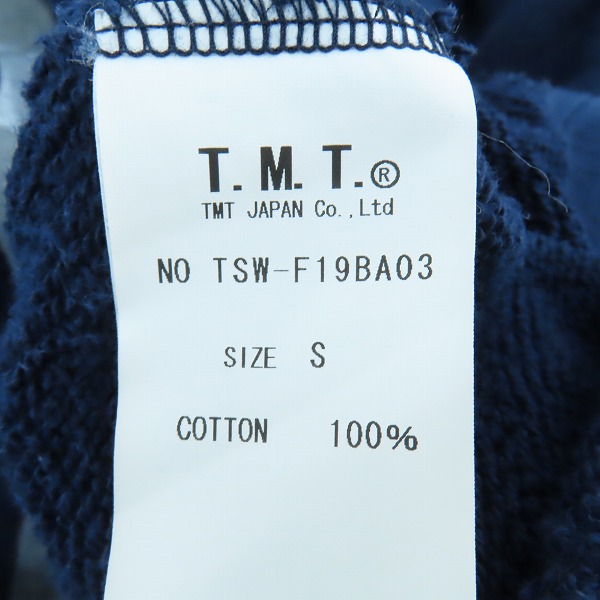 T.M.T.®
TMT JAPAN Co.,Ltd
NO TSW-F19BA03
SIZE S
COTTON 100%